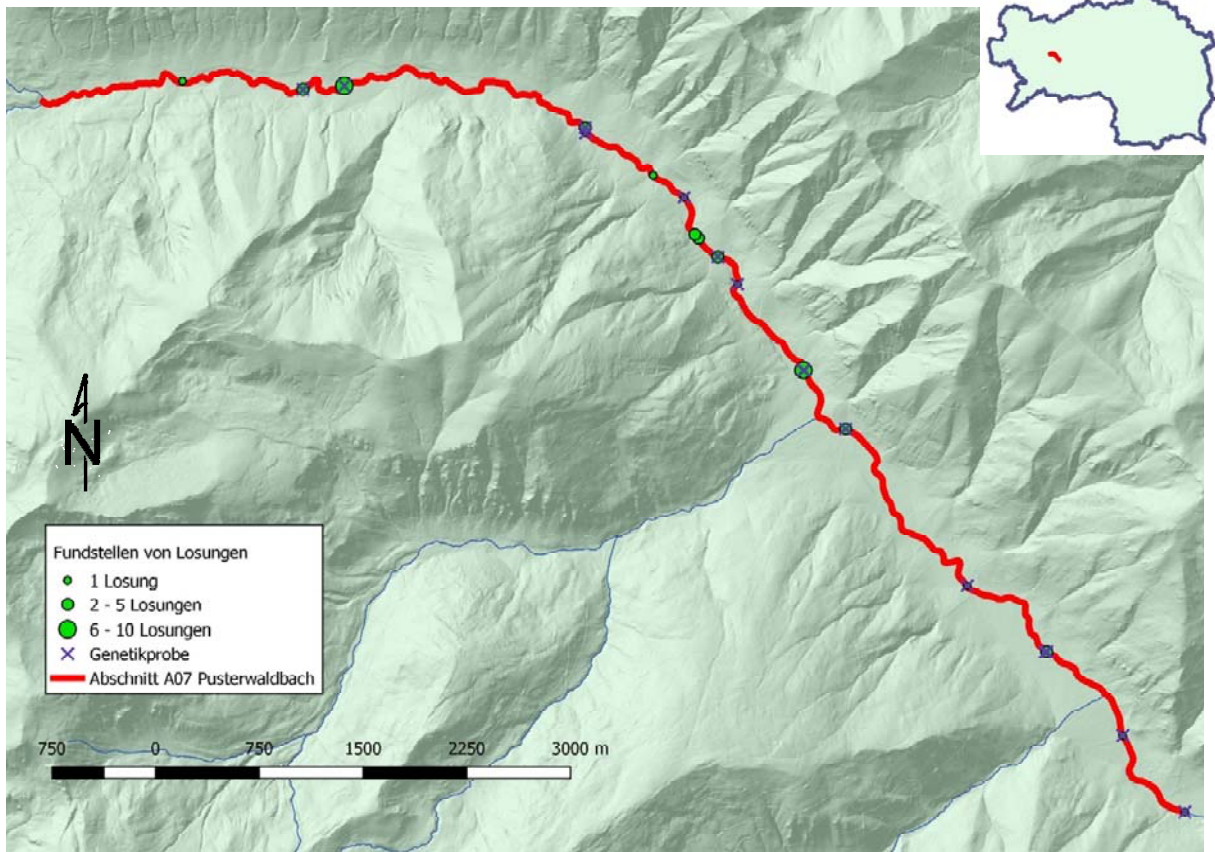 N
Fundstellen von Losungen
1 Losung
2 - 5 Losungen
6 - 10 Losungen
Genetikprobe
Abschnitt A07 Pusterwaldbach
750 0 750 1500 2250 3000 m